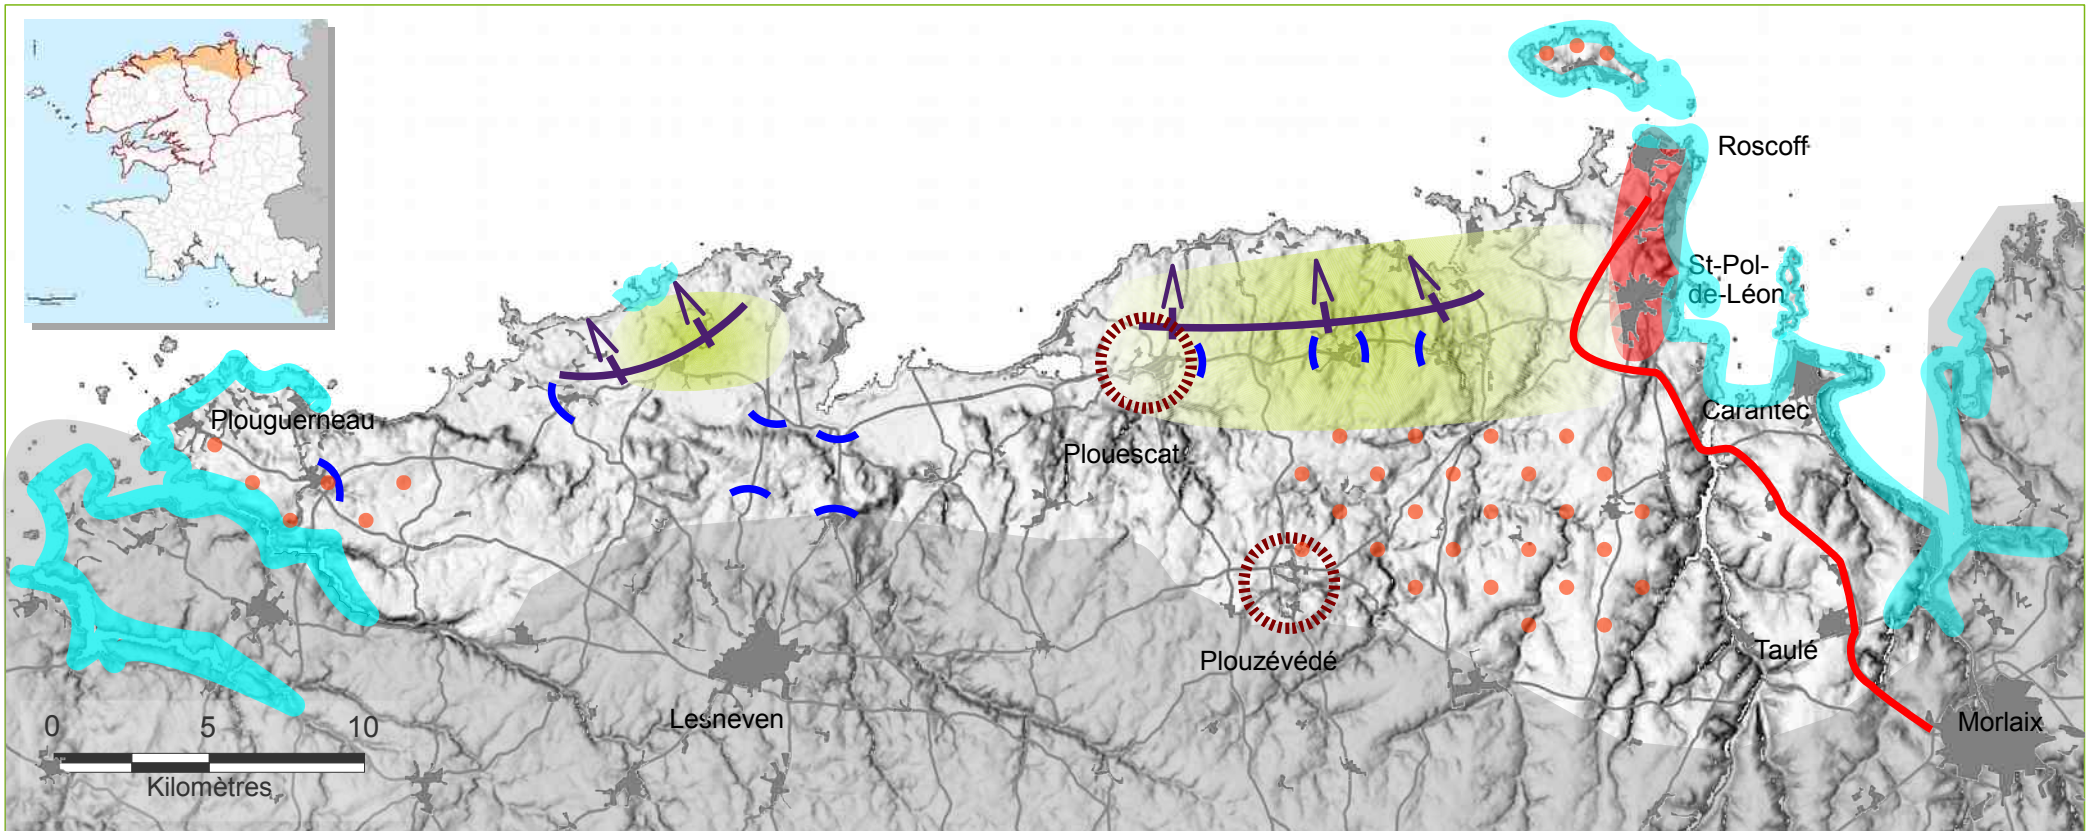 Roscoff
St-Pol-
de-Léon
Plouguerneau
Carantec
Plouescat
Plouzévédé
Taulé
Lesneven
Morlaix
0 5 10
Kilomètres